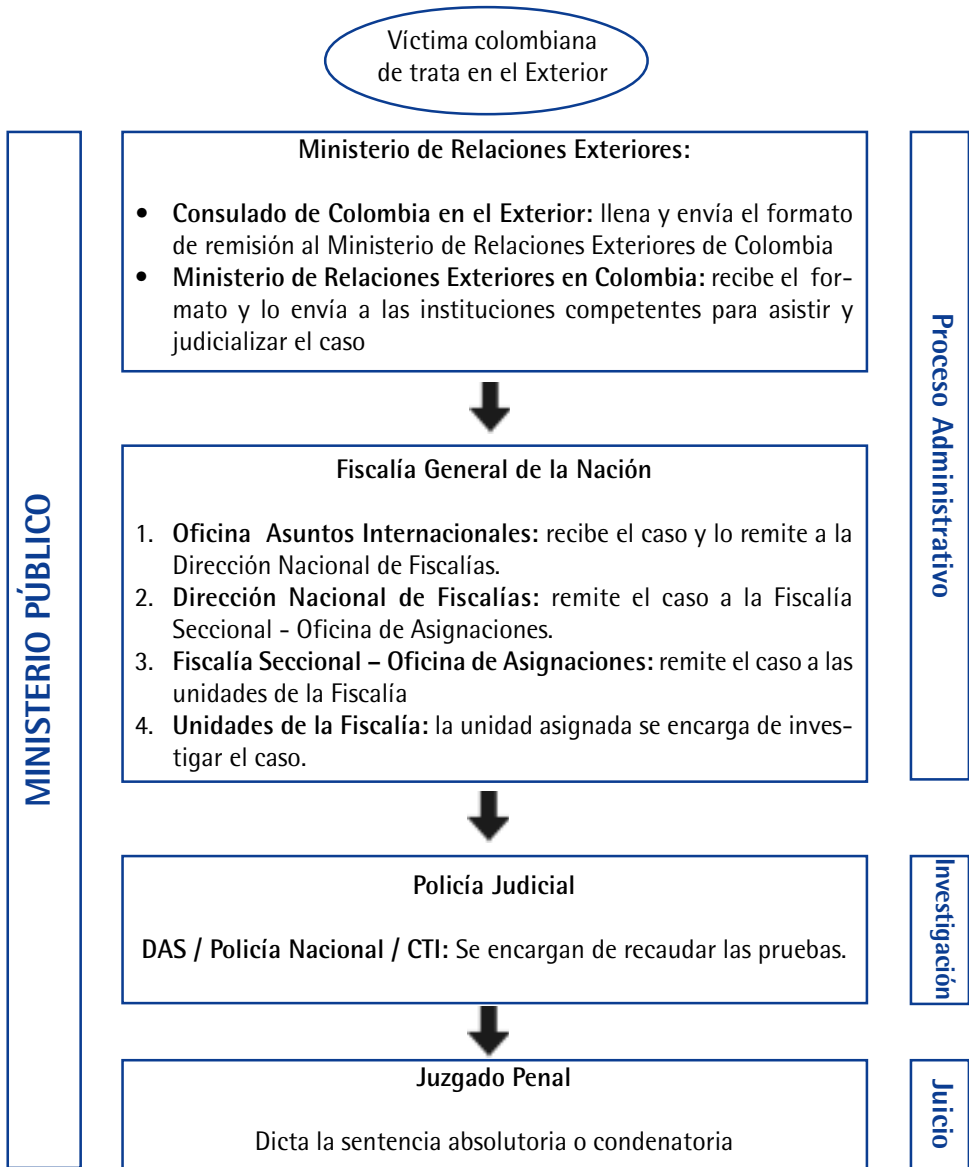 Víctima colombiana
de trata en el Exterior
MINISTERIO PÚBLICO
Ministerio de Relaciones Exteriores:
• Consulado de Colombia en el Exterior: llena y envía el formato
de remisión al Ministerio de Relaciones Exteriores de Colombia
• Ministerio de Relaciones Exteriores en Colombia: recibe el for-
mato y lo envía a las instituciones competentes para asistir y
judicializar el caso
Proceso Administrativo
Fiscalía General de la Nación
1. Oficina Asuntos Internacionales: recibe el caso y lo remite a la
Dirección Nacional de Fiscalías.
2. Dirección Nacional de Fiscalías: remite el caso a la Fiscalía
Seccional - Oficina de Asignaciones.
3. Fiscalía Seccional – Oficina de Asignaciones: remite el caso a las
unidades de la Fiscalía
4. Unidades de la Fiscalía: la unidad asignada se encarga de inves-
tigar el caso.
Policía Judicial
DAS / Policía Nacional / CTI: Se encargan de recaudar las pruebas.
Investigación
Juzgado Penal
Dicta la sentencia absolutoria o condenatoria
Juicio